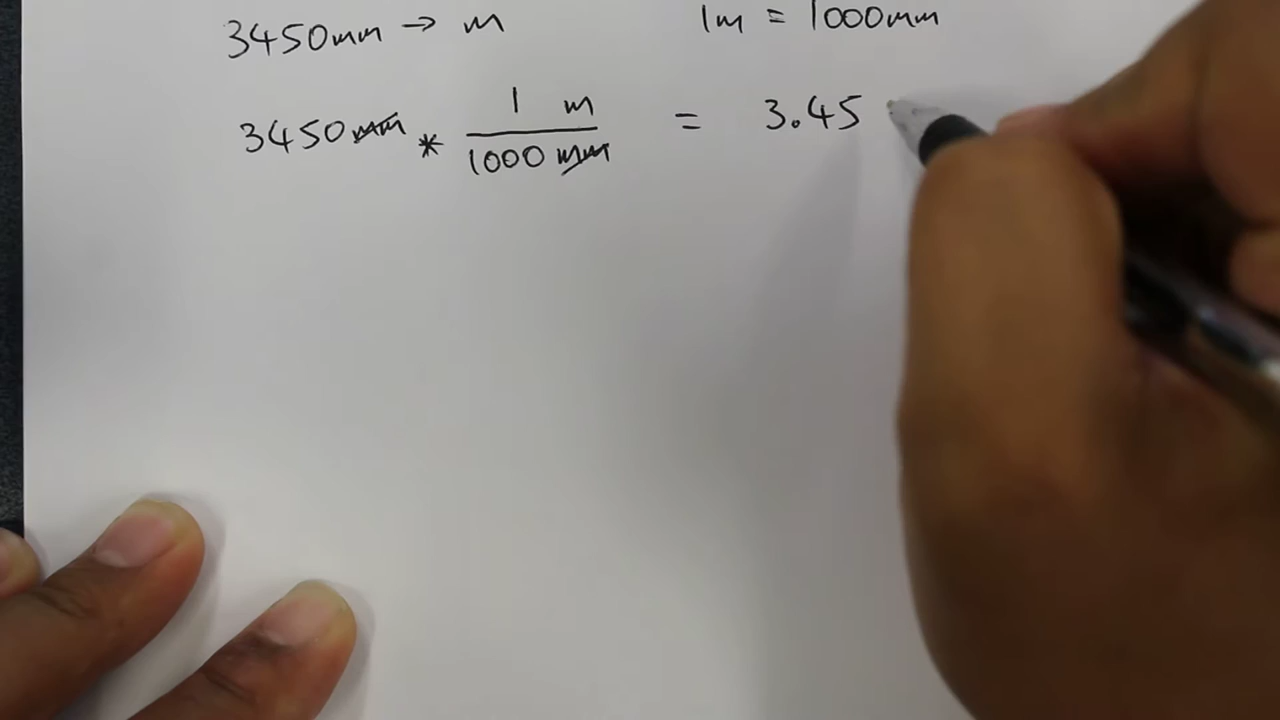 3450mm → m 1m = 1000mm
3450mm * 1 m / 1000 mm = 3.45